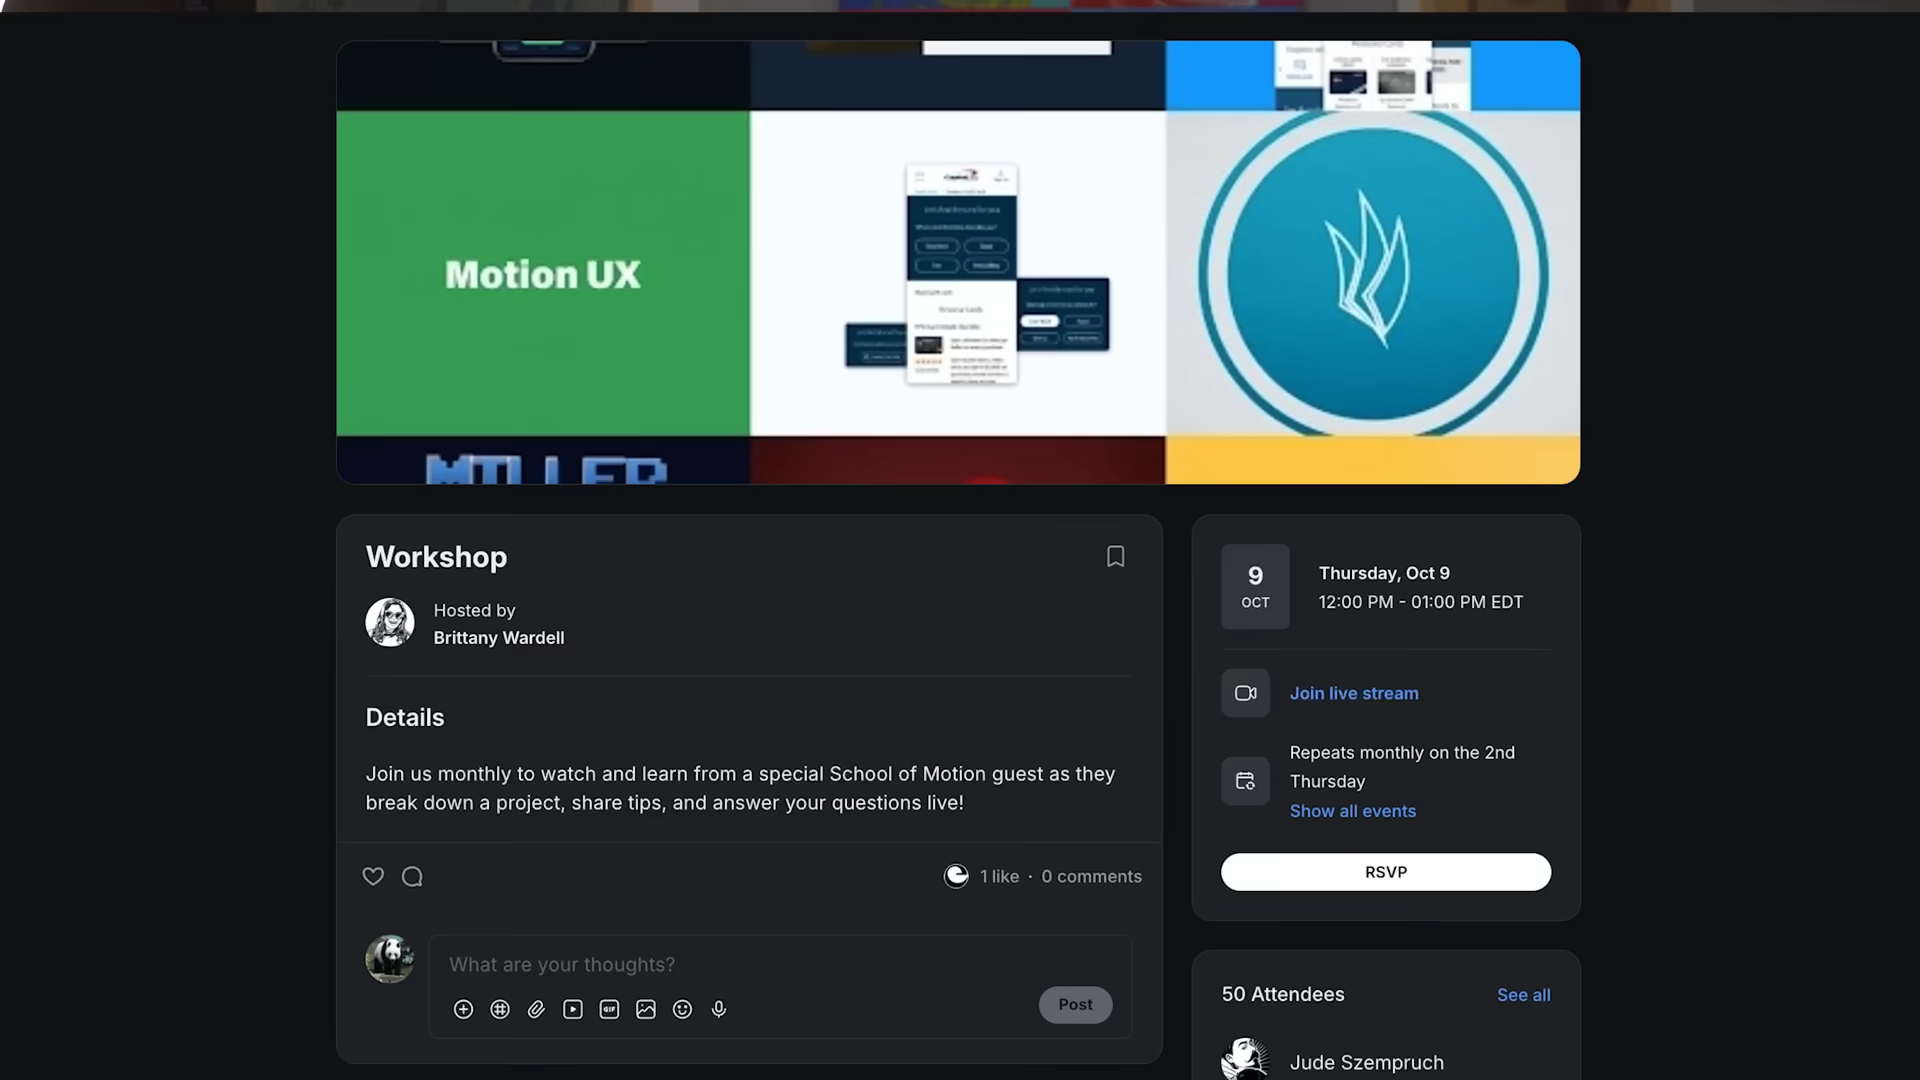 Motion UX
MILLER
Workshop
Hosted by
Brittany Wardell
Details
Join us monthly to watch and learn from a special School of Motion guest as they
break down a project, share tips, and answer your questions live!
1 like · 0 comments
What are your thoughts?
GIF
Post
9
OCT
Thursday, Oct 9
12:00 PM - 01:00 PM EDT
Join live stream
Repeats monthly on the 2nd
Thursday
Show all events
RSVP
50 Attendees
See all
Jude Szempruch